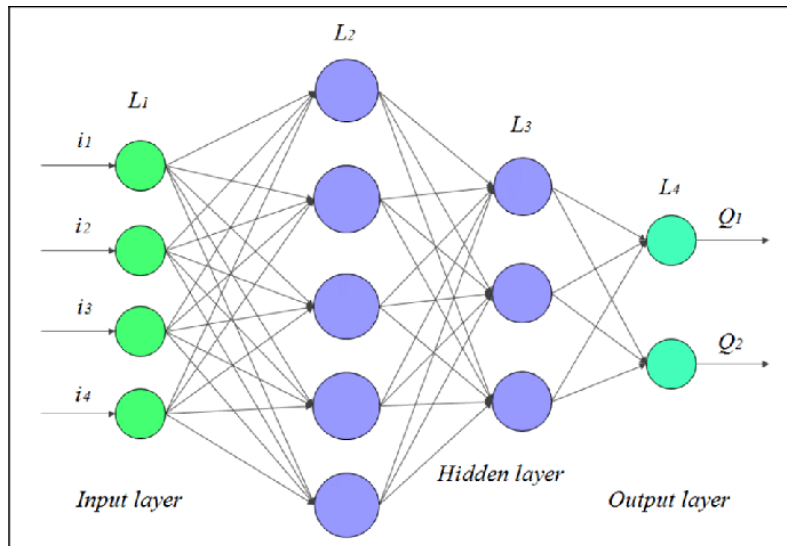 L2
L1
i1
L3
i2
L4
Q1
i3
Q2
i4
Hidden layer
Input layer
Output layer